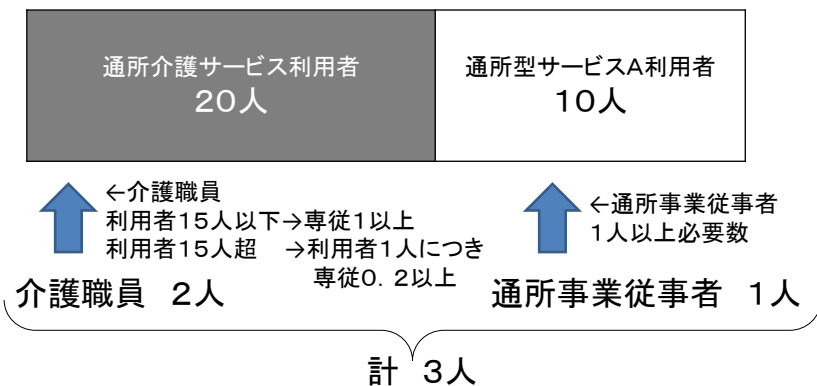 通所介護サービス利用者
20人
通所型サービスA利用者
10人
←介護職員
利用者15人以下→専従1以上
利用者15人超　→利用者1人につき
専従0．2以上
←通所事業従事者
1人以上必要数
介護職員　2人
通所事業従事者　1人
計　3人